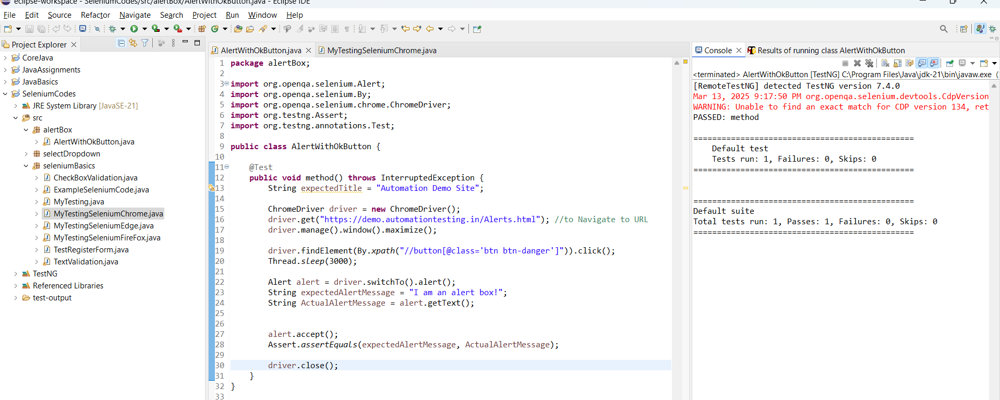 eclipse-workspace - SeleniumCodes/src/alertBox/AlertWithOkButton.java - Eclipse IDE
File Edit Source Refactor Navigate Search Project Run Window Help
Project Explorer
CoreJava
JavaAssignments
JavaBasics
SeleniumCodes
JRE System Library [JavaSE-21]
src
alertBox
AlertWithOkButton.java
selectDropdown
seleniumBasics
CheckBoxValidation.java
ExampleSeleniumCode.java
MyTesting.java
MyTestingSeleniumChrome.java
MyTestingSeleniumEdge.java
MyTestingSeleniumFireFox.java
TestRegisterForm.java
TextValidation.java
TestNG
Referenced Libraries
test-output
AlertWithOkButton.java MyTestingSeleniumChrome.java
1 package alertBox;
2
3 import org.openqa.selenium.Alert;
4 import org.openqa.selenium.By;
5 import org.openqa.selenium.chrome.ChromeDriver;
6 import org.testng.Assert;
7 import org.testng.annotations.Test;
8
9 public class AlertWithOkButton {
10
11 @Test
12 public void method() throws InterruptedException {
13 String expectedTitle = "Automation Demo Site";
14
15 ChromeDriver driver = new ChromeDriver();
16 driver.get("https://demo.automationtesting.in/Alerts.html"); //to Navigate to URL
17 driver.manage().window().maximize();
18
19 driver.findElement(By.xpath("//button[@class='btn btn-danger']")).click();
20 Thread.sleep(3000);
21
22 Alert alert = driver.switchTo().alert();
23 String expectedAlertMessage = "I am an alert box!";
24 String ActualAlertMessage = alert.getText();
25
26
27 alert.accept();
28 Assert.assertEquals(expectedAlertMessage, ActualAlertMessage);
29
30 driver.close();
31 }
32 }
33
Console Results of running class AlertWithOkButton
<terminated> AlertWithOkButton [TestNG] C:\Program Files\Java\jdk-21\bin\javaw.exe (
[RemoteTestNG] detected TestNG version 7.4.0
Mar 13, 2025 9:17:50 PM org.openqa.selenium.devtools.CdpVersion
WARNING: Unable to find an exact match for CDP version 134, ret
PASSED: method
===============================================
Default test
Tests run: 1, Failures: 0, Skips: 0
===============================================
===============================================
Default suite
Total tests run: 1, Passes: 1, Failures: 0, Skips: 0
===============================================